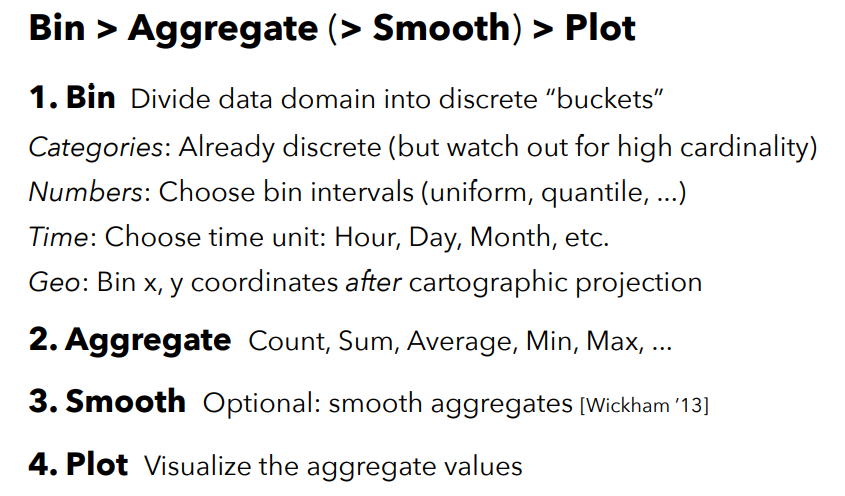 Bin > Aggregate (> Smooth) > Plot
1. Bin Divide data domain into discrete “buckets”
Categories: Already discrete (but watch out for high cardinality)
Numbers: Choose bin intervals (uniform, quantile, ...)
Time: Choose time unit: Hour, Day, Month, etc.
Geo: Bin x, y coordinates after cartographic projection
2. Aggregate Count, Sum, Average, Min, Max, ...
3. Smooth Optional: smooth aggregates [Wickham ’13]
4. Plot Visualize the aggregate values